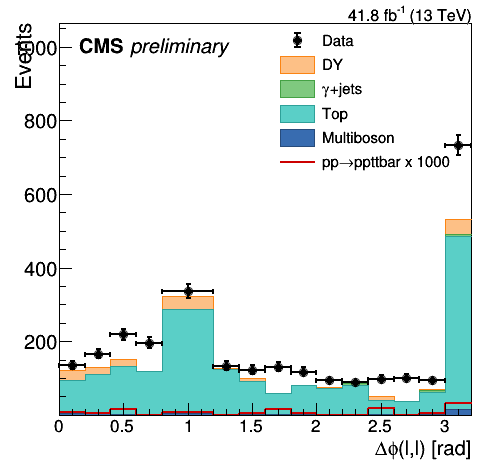 41.8 fb⁻¹ (13 TeV)
CMS preliminary
Events
Data
DY
γ+jets
Top
Multiboson
pp→ppttbar x 1000
1000
800
600
400
200
0 0.5 1 1.5 2 2.5 3
Δϕ(l,l) [rad]